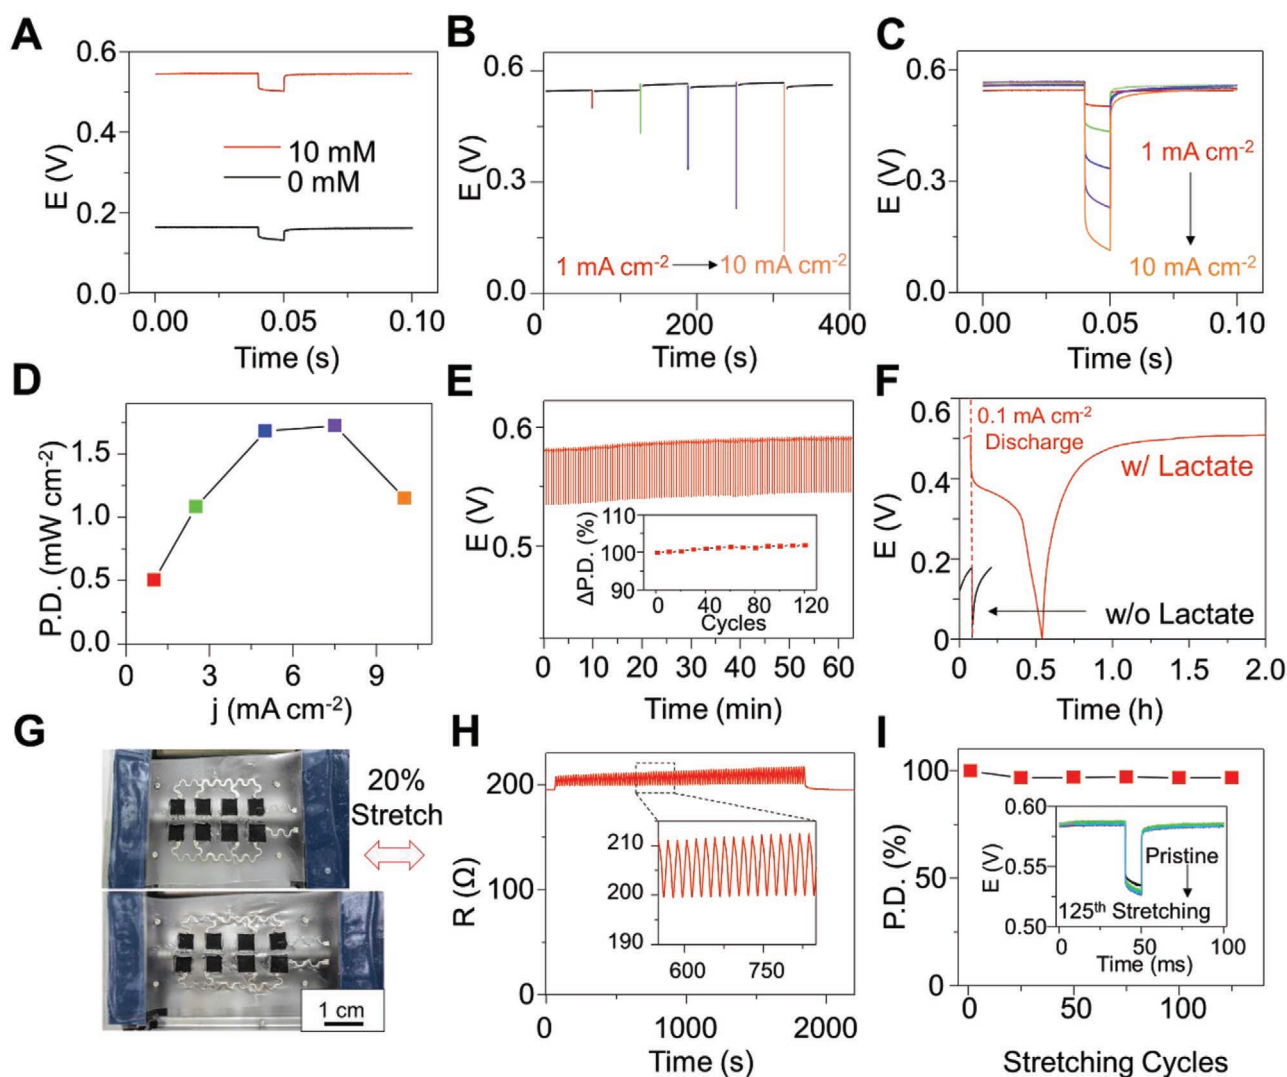 A
0.6
0.4
0.2
0.0
E (V)
10 mM
0 mM
0.00
0.05
0.10
Time (s)
B
0.6
0.3
0.0
E (V)
1 mA cm-2
10 mA cm-2
0
200
400
Time (s)
C
0.6
0.3
0.0
E (V)
1 mA cm-2
10 mA cm-2
0.00
0.05
0.10
Time (s)
D
1.5
1.0
0.5
0.0
P.D. (mW cm-2)
0
3
6
9
j (mA cm-2)
E
0.6
0.5
E (V)
110
100
90
ΔP.D. (%)
0
40
80
120
Cycles
0
10
20
30
40
50
60
Time (min)
F
0.6
0.4
0.2
0
E (V)
0.1 mA cm-2
Discharge
w/ Lactate
w/o Lactate
0
0.5
1.0
1.5
2.0
Time (h)
G
20%
Stretch
1 cm
H
200
100
0
R (Ω)
210
200
190
600
750
0
1000
2000
Time (s)
I
100
50
0
P.D. (%)
0.60
0.55
0.50
E (V)
Pristine
125th Stretching
0
50
100
Time (ms)
0
50
100
Stretching Cycles